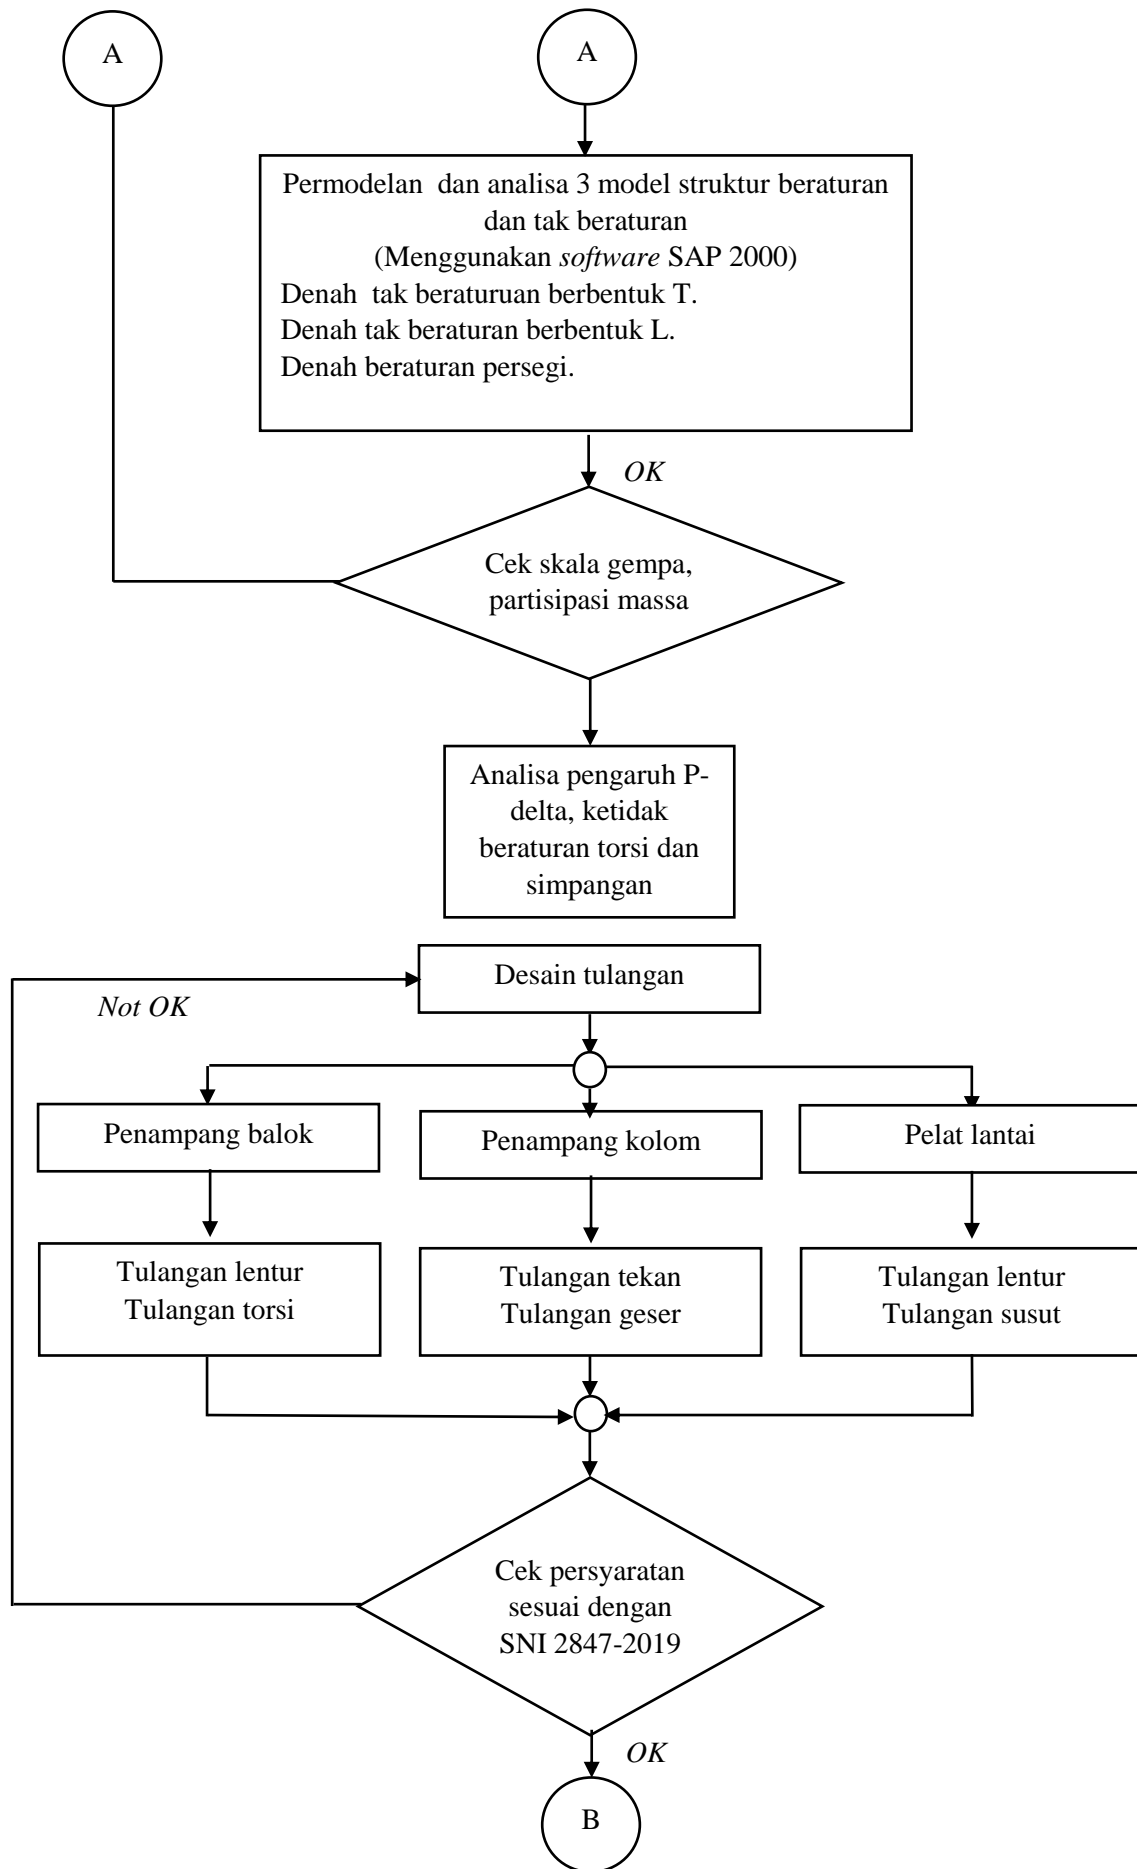 A
A
Permodelan  dan analisa 3 model struktur beraturan
dan tak beraturan
(Menggunakan software SAP 2000)
Denah  tak beraturuan berbentuk T.
Denah tak beraturan berbentuk L.
Denah beraturan persegi.
OK
Cek skala gempa,
partisipasi massa
Analisa pengaruh P-
delta, ketidak
beraturan torsi dan
simpangan
Desain tulangan
Not OK
Penampang balok
Penampang kolom
Pelat lantai
Tulangan lentur
Tulangan torsi
Tulangan tekan
Tulangan geser
Tulangan lentur
Tulangan susut
Cek persyaratan
sesuai dengan
SNI 2847-2019
OK
B